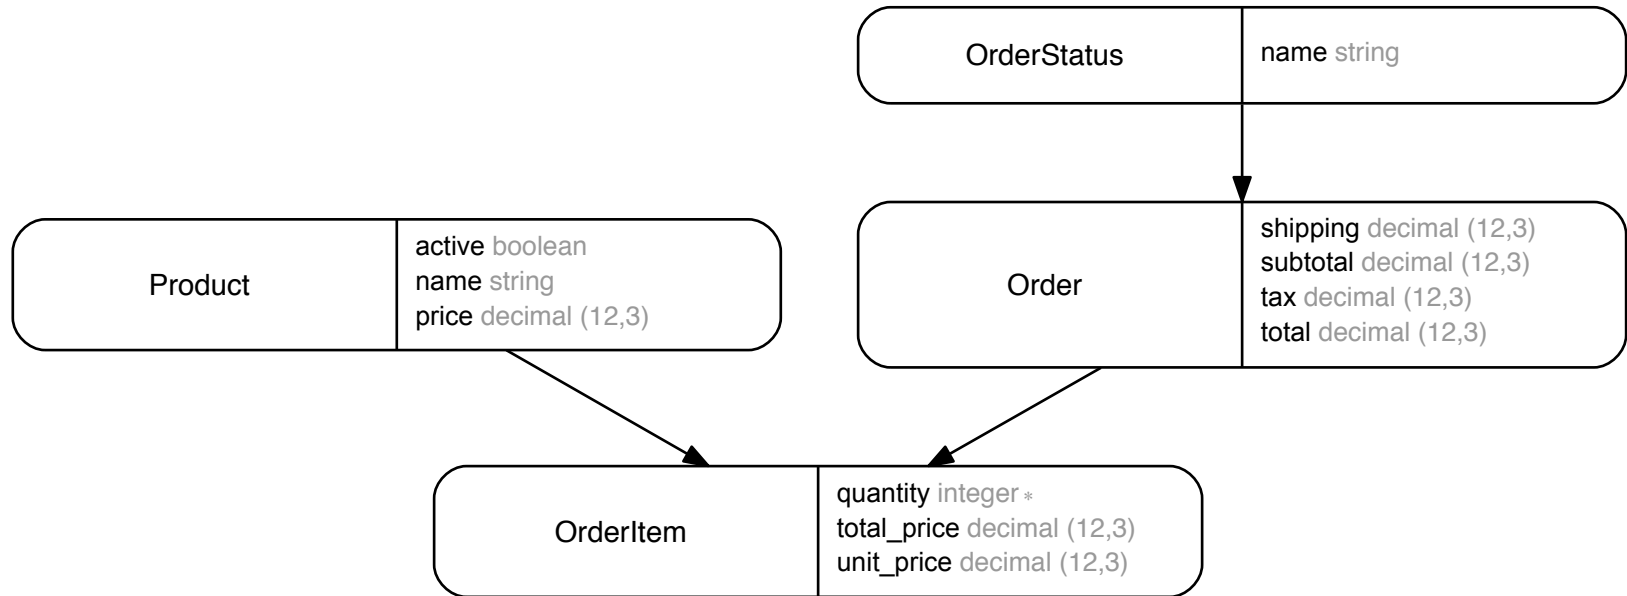 OrderStatus
name string
Product
active boolean
name string
price decimal (12,3)
Order
shipping decimal (12,3)
subtotal decimal (12,3)
tax decimal (12,3)
total decimal (12,3)
OrderItem
quantity integer *
total_price decimal (12,3)
unit_price decimal (12,3)